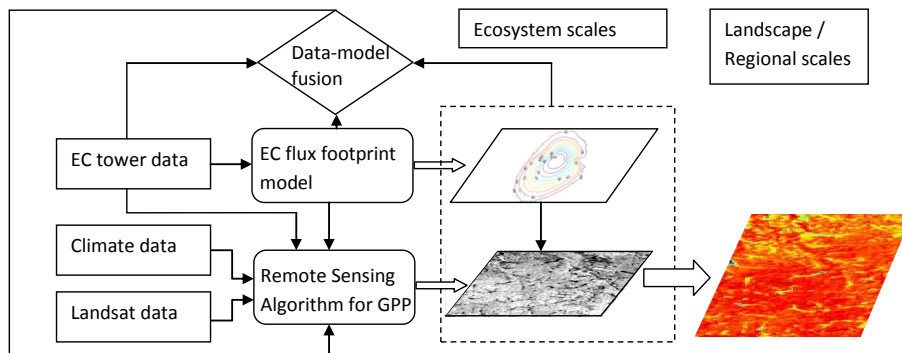 Ecosystem scales
Landscape /
Regional scales
Data-model
fusion
EC tower data
EC flux footprint
model
Climate data
Remote Sensing
Algorithm for GPP
Landsat data